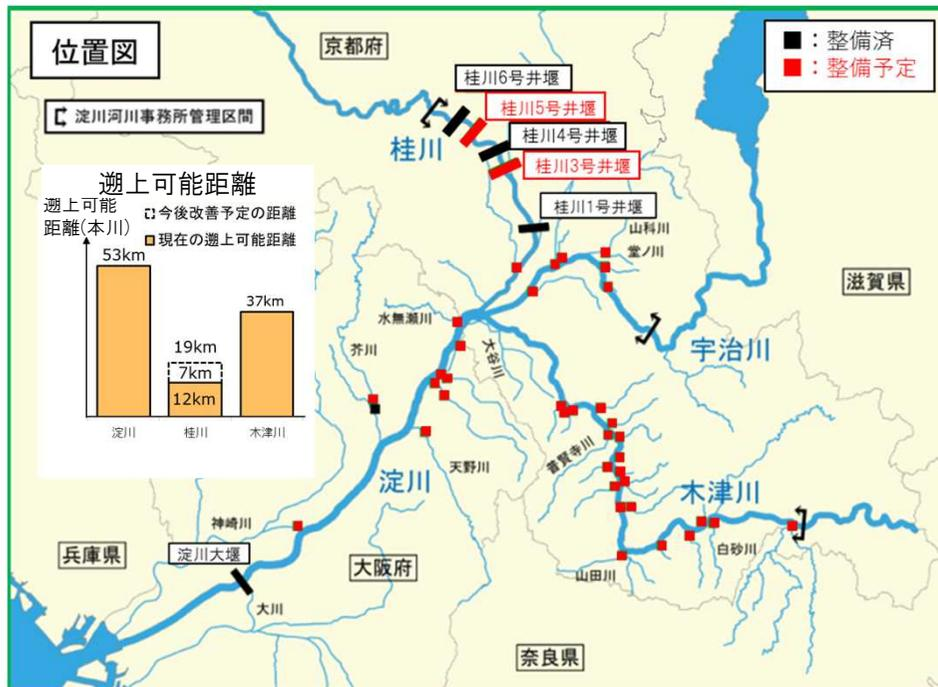 位置図
京都府
■：整備済
■：整備予定
淀川河川事務所管理区間
桂川6号井堰
桂川5号井堰
桂川4号井堰
桂川3号井堰
桂川
桂川1号井堰
遡上可能距離
遡上可能
距離(本川)
今後改善予定の距離
現在の遡上可能距離
53km
19km
7km
12km
37km
淀川
桂川
木津川
山科川
堂ノ川
滋賀県
水無瀬川
宇治川
芥川
大谷川
普賢寺川
天野川
淀川
木津川
神崎川
白砂川
兵庫県
淀川大堰
大阪府
山田川
大川
奈良県